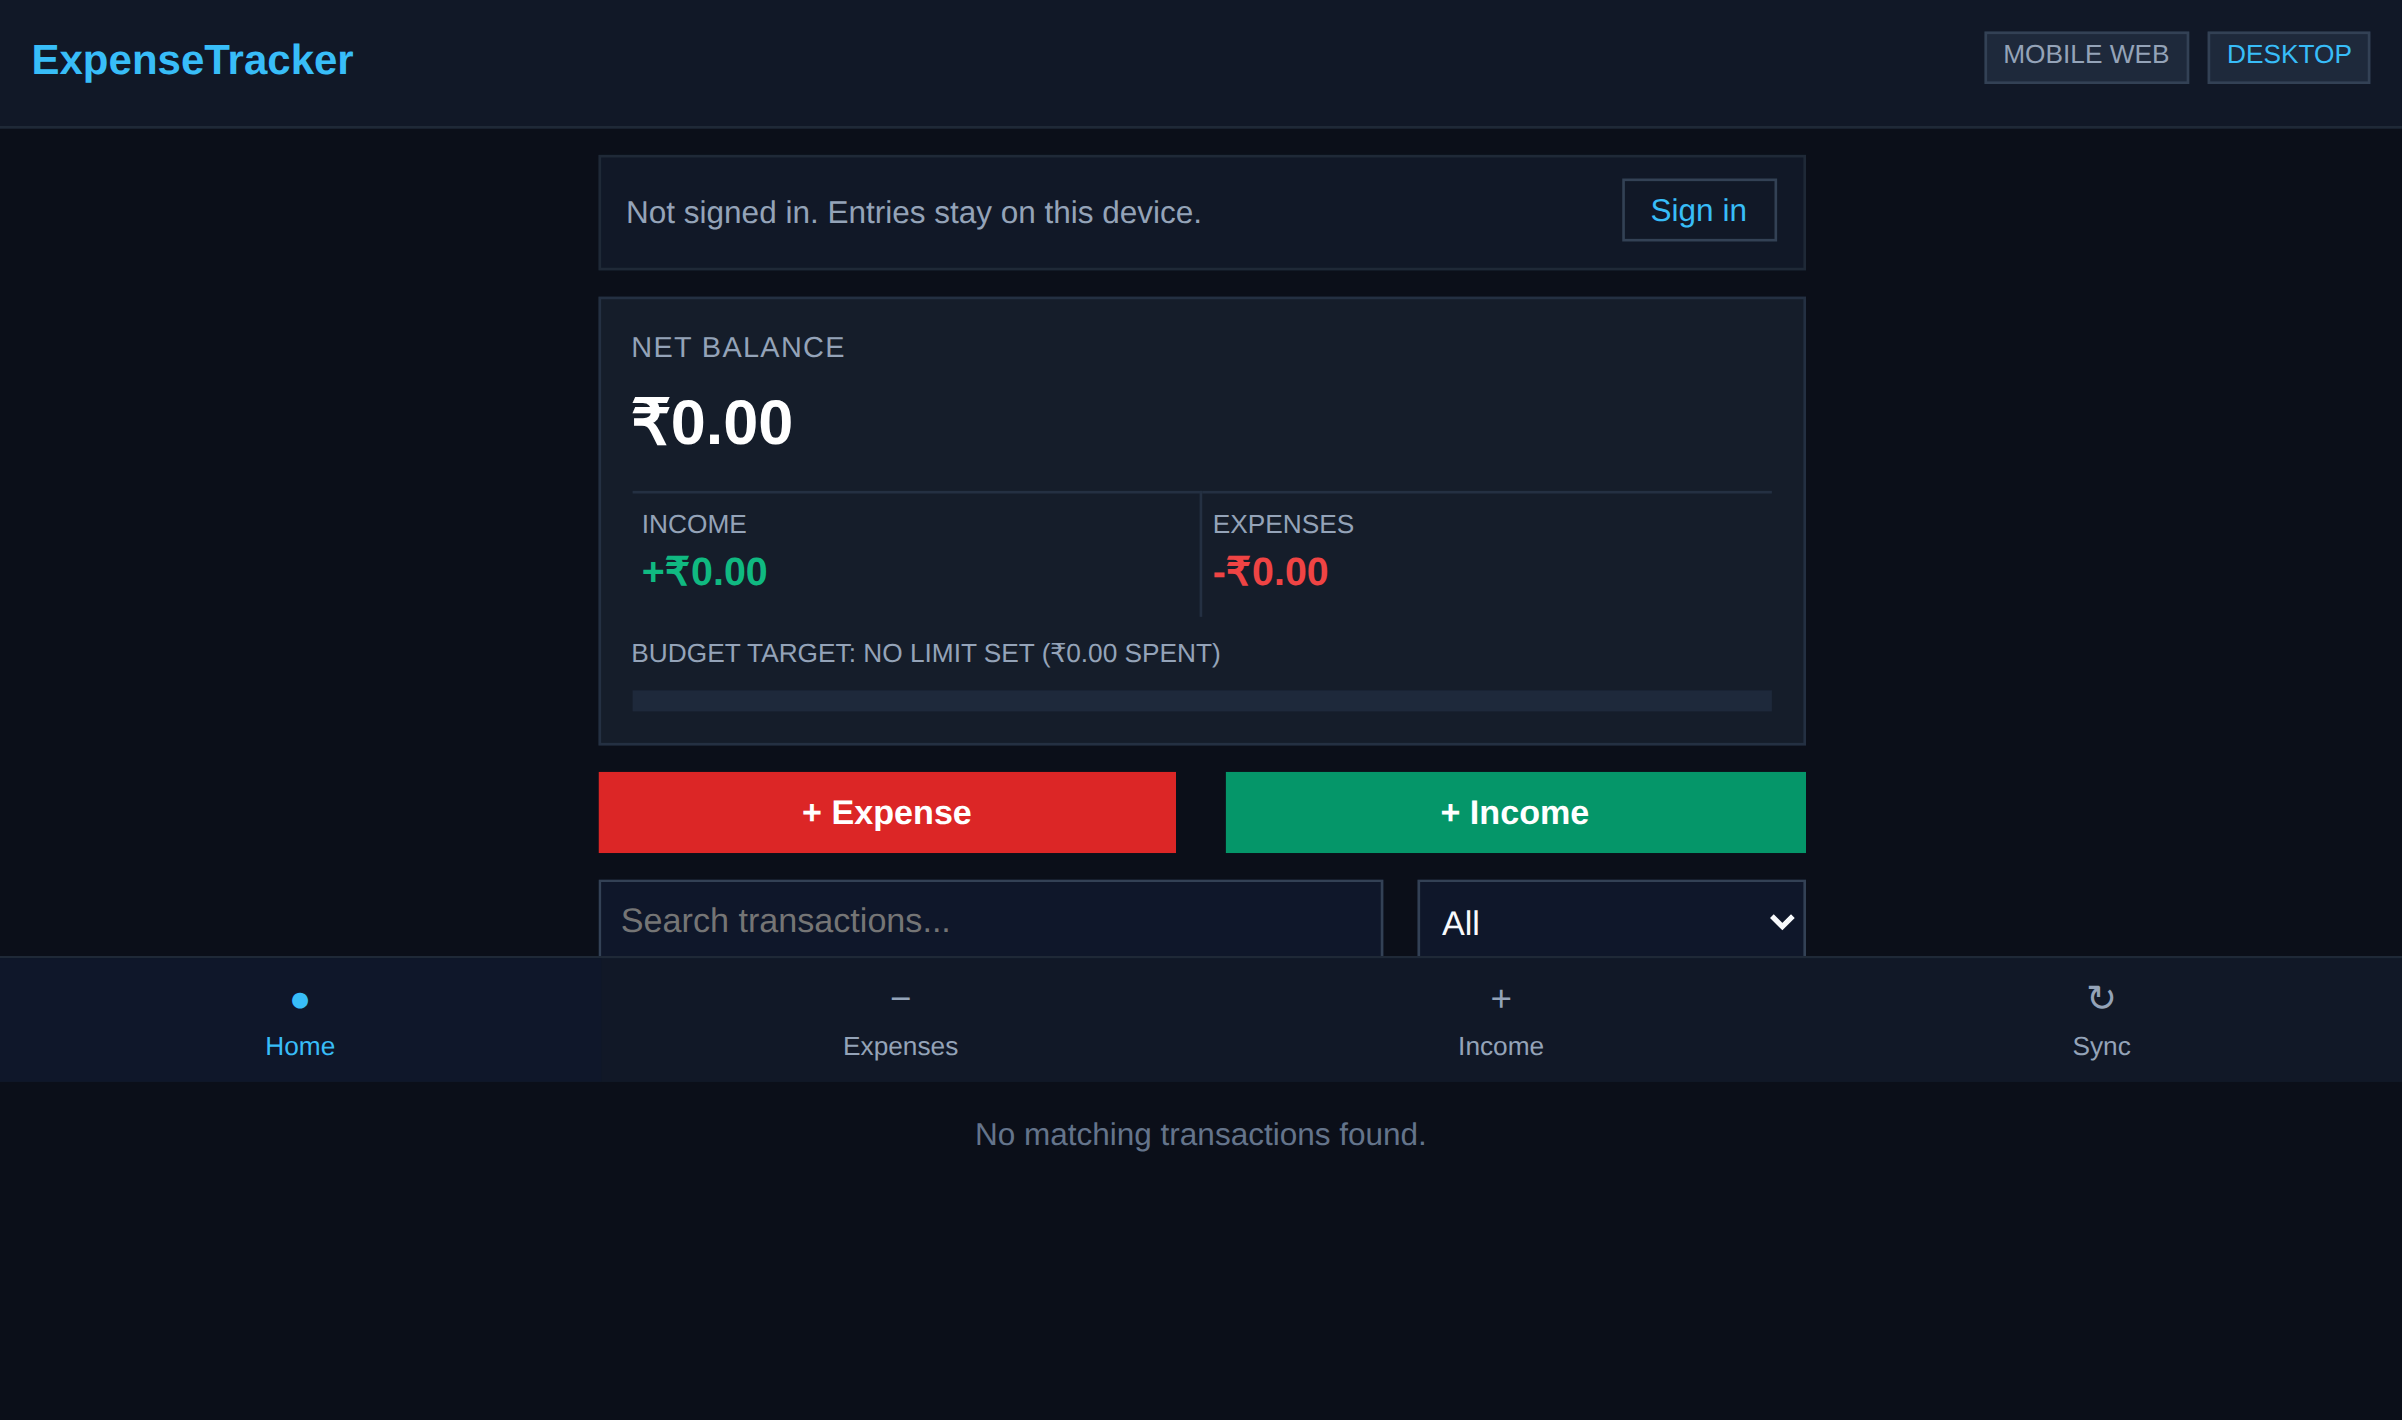 ExpenseTracker
MOBILE WEB DESKTOP
Not signed in. Entries stay on this device.
Sign in
NET BALANCE
₹0.00
INCOME EXPENSES
+₹0.00 -₹0.00
BUDGET TARGET: NO LIMIT SET (₹0.00 SPENT)
+ Expense + Income
Search transactions... All
Home Expenses Income Sync
No matching transactions found.